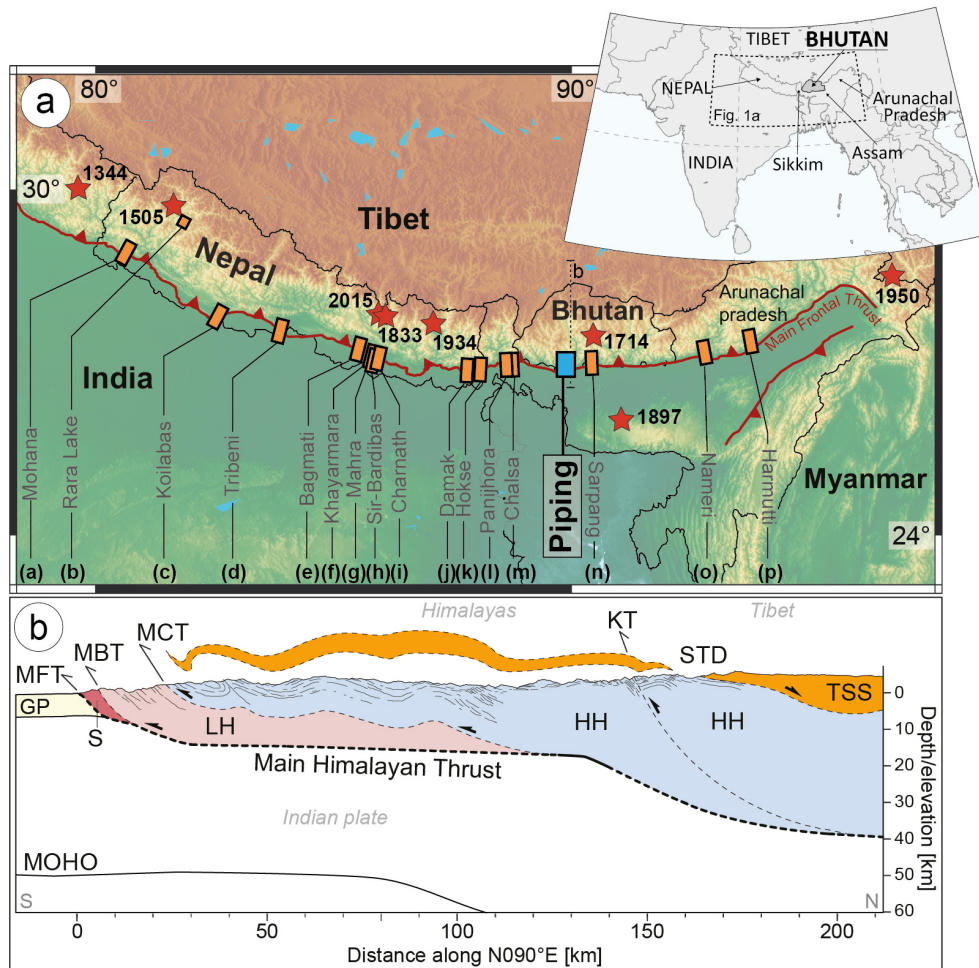 a
80°
90°
30°
24°
1344
1505
2015
1833
1934
1714
1897
1950
Tibet
Nepal
India
Bhutan
b
Arunachal
pradesh
Main Frontal Thrust
Myanmar
TIBET
BHUTAN
NEPAL
Arunachal
Pradesh
Fig. 1a
INDIA
Assam
Sikkim
Mohana
Rara Lake
Koilabas
Tribeni
Bagmati
Khayarmara
Mahra
Sir-Bardibas
Charnath
Damak
Hokse
Panijhora
Chalsa
Piping
Sarpang
Nameri
Harmutti
(a)
(b)
(c)
(d)
(e)
(f)
(g)
(h)
(i)
(j)
(k)
(l)
(m)
(n)
(o)
(p)
b
Himalayas
Tibet
MFT
MBT
MCT
KT
STD
GP
S
LH
HH
HH
TSS
Main Himalayan Thrust
Indian plate
MOHO
S
N
0
10
20
30
40
50
60
Depth/elevation [km]
0
50
100
150
200
Distance along N090°E [km]